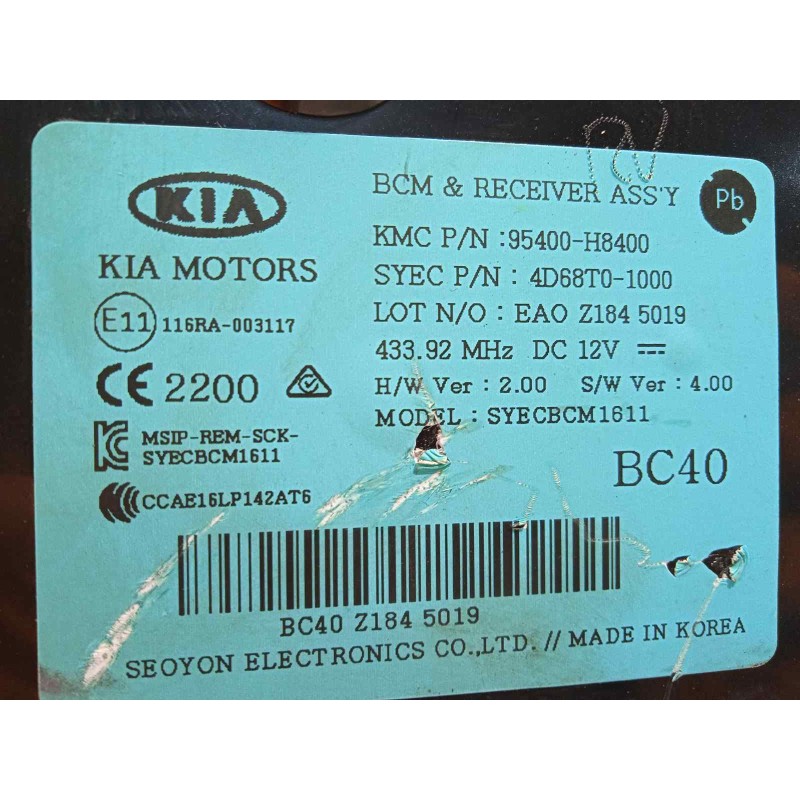 KIA
KIA MOTORS
E11 116RA-003117
CE 2200
MSIP-REM-SCK-
SYECBCM1611
CCAE16LP142AT6
BCM & RECEIVER ASS'Y
Pb
KMC P/N :95400-H8400
SYEC P/N : 4D68T0-1000
LOT N/O : EAO Z184 5019
433.92 MHz DC 12V
H/W Ver : 2.00 S/W Ver : 4.00
MODEL : SYECBCM1611
BC40
BC40 Z184 5019
SEOYON ELECTRONICS CO.,LTD. // MADE IN KOREA